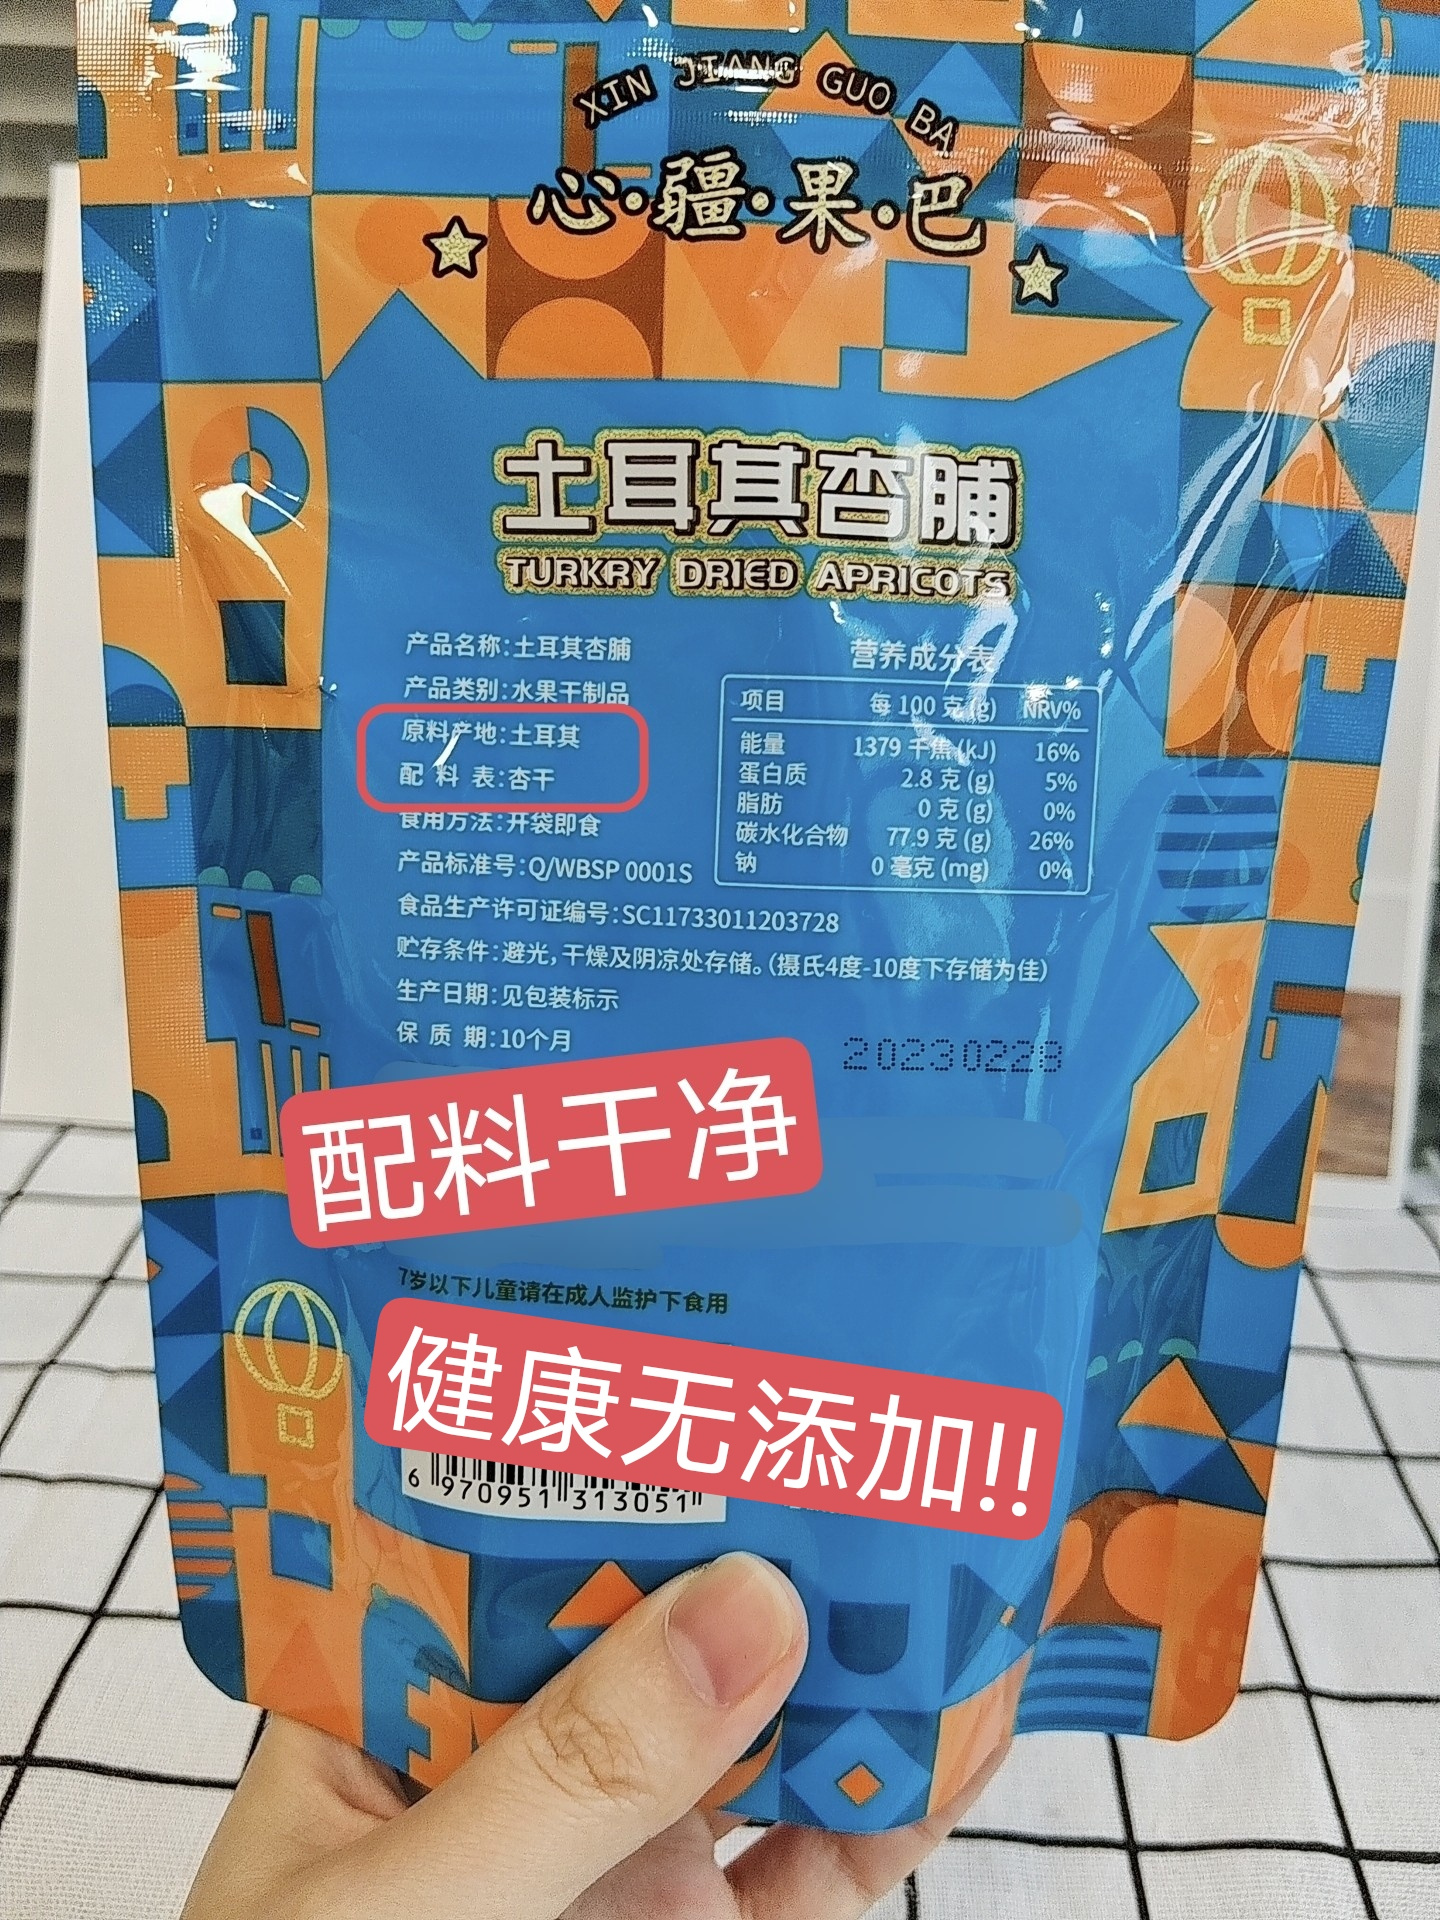 XIN JIANG GUO BA
心·疆·果·巴
土耳其杏脯
TURKRY DRIED APRICOTS
产品名称:土耳其杏脯
产品类别:水果干制品
原料产地:土耳其
配 料 表:杏干
食用方法:开袋即食
产品标准号:Q/WBSP 0001S
食品生产许可证编号:SC11733011203728
贮存条件:避光,干燥及阴凉处存储。(摄氏4度-10度下存储为佳)
生产日期:见包装标示
保 质 期:10个月
营养成分表
项目 每 100 克 (g) NRV%
能量 1379 千焦 (kJ) 16%
蛋白质 2.8 克 (g) 5%
脂肪 0 克 (g) 0%
碳水化合物 77.9 克 (g) 26%
钠 0 毫克 (mg) 0%
20230228
配料干净
7岁以下儿童请在成人监护下食用
健康无添加!!
6 970951 313051